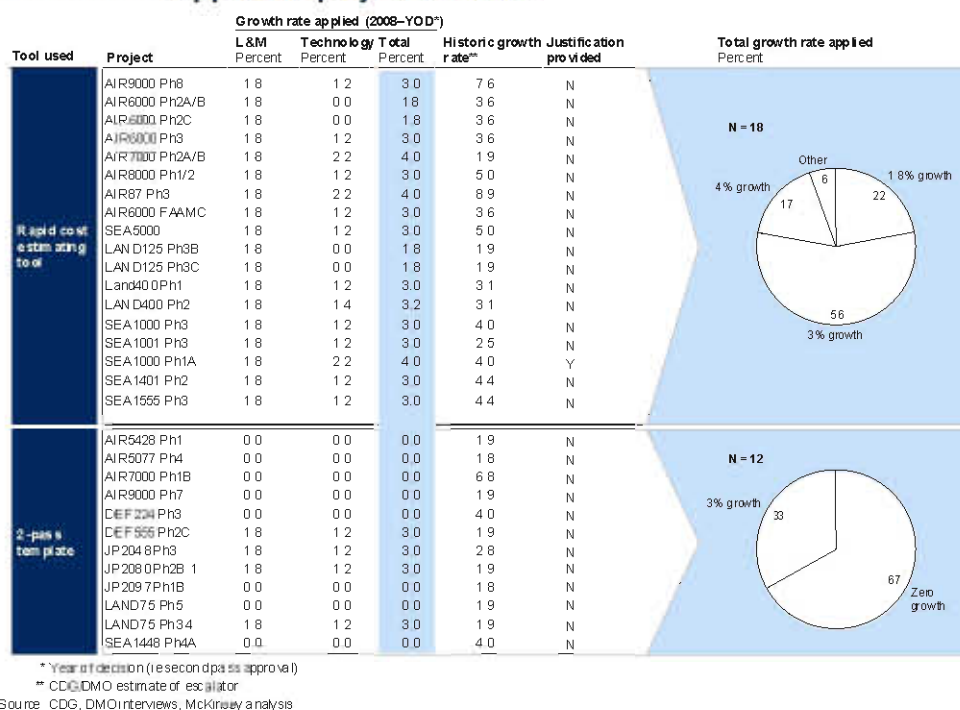 Growth rate applied (2008–YOD*)
L&M Technology Total Historic growth Justification Total growth rate applied
Tool used Project Percent Percent Percent rate** provided Percent
AIR9000 Ph8 1 8 1 2 3.0 7 6 N
AIR6000 Ph2A/B 1 8 0 0 1 8 3 6 N
AIR6000 Ph2C 1 8 0 0 1.8 3 6 N
AIR6000 Ph3 1 8 1 2 3.0 3 6 N
AIR7000 Ph2A/B 1 8 2 2 4.0 1 9 N
AIR8000 Ph1/2 1 8 1 2 3 0 5 0 N
AIR87 Ph3 1 8 2 2 4 0 8 9 N
AIR6000 FAAMC 1 8 1 2 3.0 3 6 N
SEA5000 1 8 1 2 3.0 5 0 N
LAND125 Ph3B 1 8 0 0 1 8 1 9 N
LAND125 Ph3C 1 8 0 0 1 8 1 9 N
Land400Ph1 1 8 1 2 3.0 3 1 N
LAND400 Ph2 1 8 1 4 3.2 3 1 N
SEA1000 Ph3 1 8 1 2 3 0 4 0 N
SEA1001 Ph3 1 8 1 2 3 0 2 5 N
SEA1000 Ph1A 1 8 2 2 4 0 4 0 Y
SEA1401 Ph2 1 8 1 2 3.0 4 4 N
SEA1555 Ph3 1 8 1 2 3.0 4 4 N
Rapid cost
estimating
tool
N = 18
Other
6
1 8% growth
22
4% growth
17
56
3% growth
AIR5428 Ph1 0 0 0 0 0.0 1 9 N
AIR5077 Ph4 0 0 0 0 0.0 1 8 N
AIR7000 Ph1B 0 0 0 0 0 0 6 8 N
AIR9000 Ph7 0 0 0 0 0.0 1 9 N
DEF224 Ph3 0 0 0 0 0 0 4 0 N
DEF555 Ph2C 1 8 1 2 3.0 1 9 N
JP2048Ph3 1 8 1 2 3 0 2 8 N
JP2080Ph2B 1 1 8 1 2 3.0 1 9 N
JP2097Ph1B 0 0 0 0 0 0 1 8 N
LAND75 Ph5 0 0 0 0 0 0 1 9 N
LAND75 Ph34 1 8 1 2 3 0 1 9 N
SEA1448 Ph4A 0 0 0 0 0 0 4 0 N
2-pass
template
N = 12
3% growth
33
67
Zero
growth
* Year of decision (ie second pass approval)
** CDG/DMO estimate of escalator
Source CDG, DMO interviews, McKinsey analysis